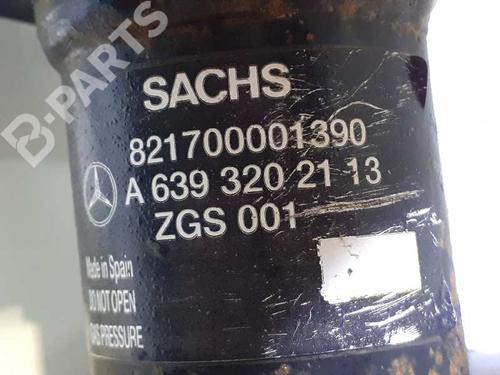 B-PARTS
SACHS
821700001390
A 639 320 21 13
ZGS 001
Made in Spain
DO NOT OPEN
GAS PRESSURE